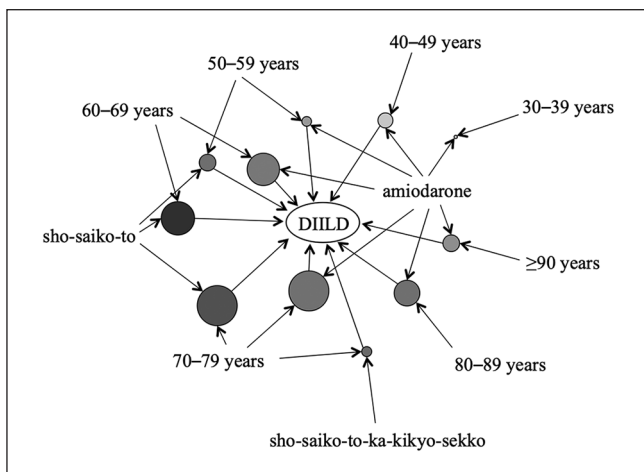 40–49 years
50–59 years
60–69 years
30–39 years
amiodarone
DIILD
sho-saiko-to
≥90 years
70–79 years
80–89 years
sho-saiko-to-ka-kikyo-sekko